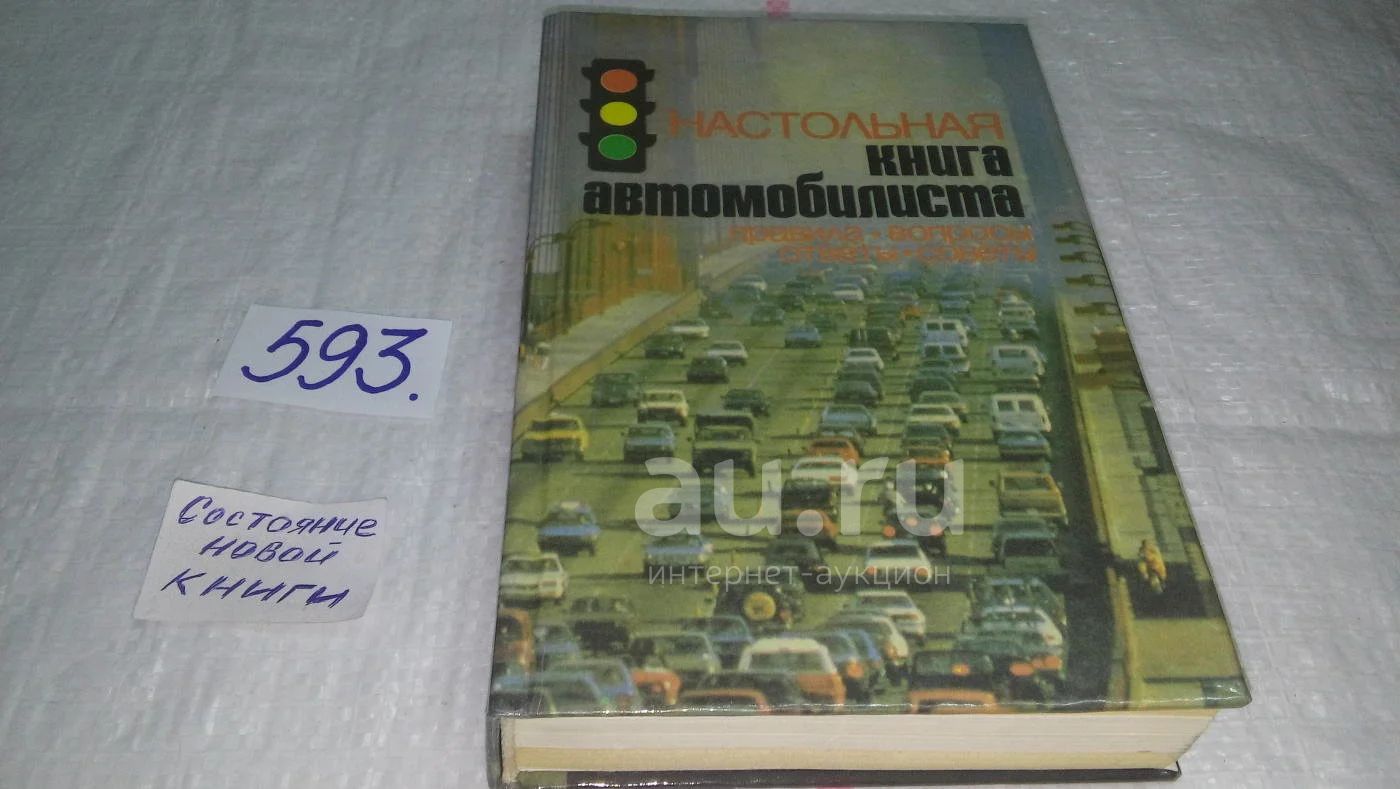 НАСТОЛЬНАЯ
книга
автомобилиста
правила • вопросы
ответы • советы
593.
Состояние
новой
книги
au.ru
интернет-аукцион